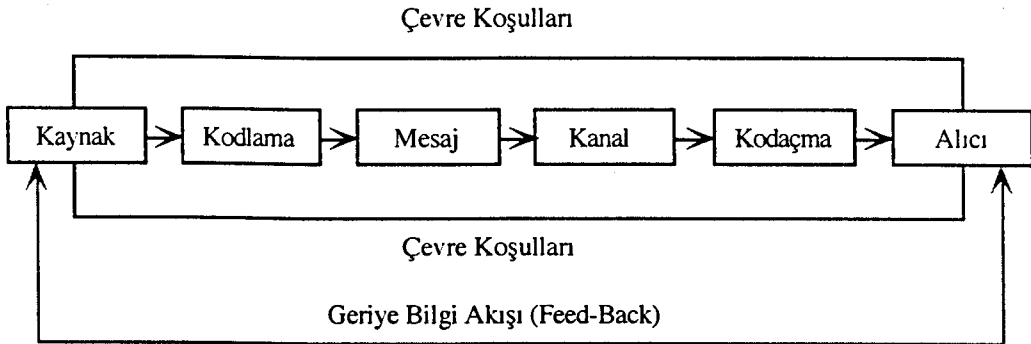 Çevre Koşulları
Kaynak
Kodlama
Mesaj
Kanal
Kodaçma
Alıcı
Çevre Koşulları
Geriye Bilgi Akışı (Feed-Back)